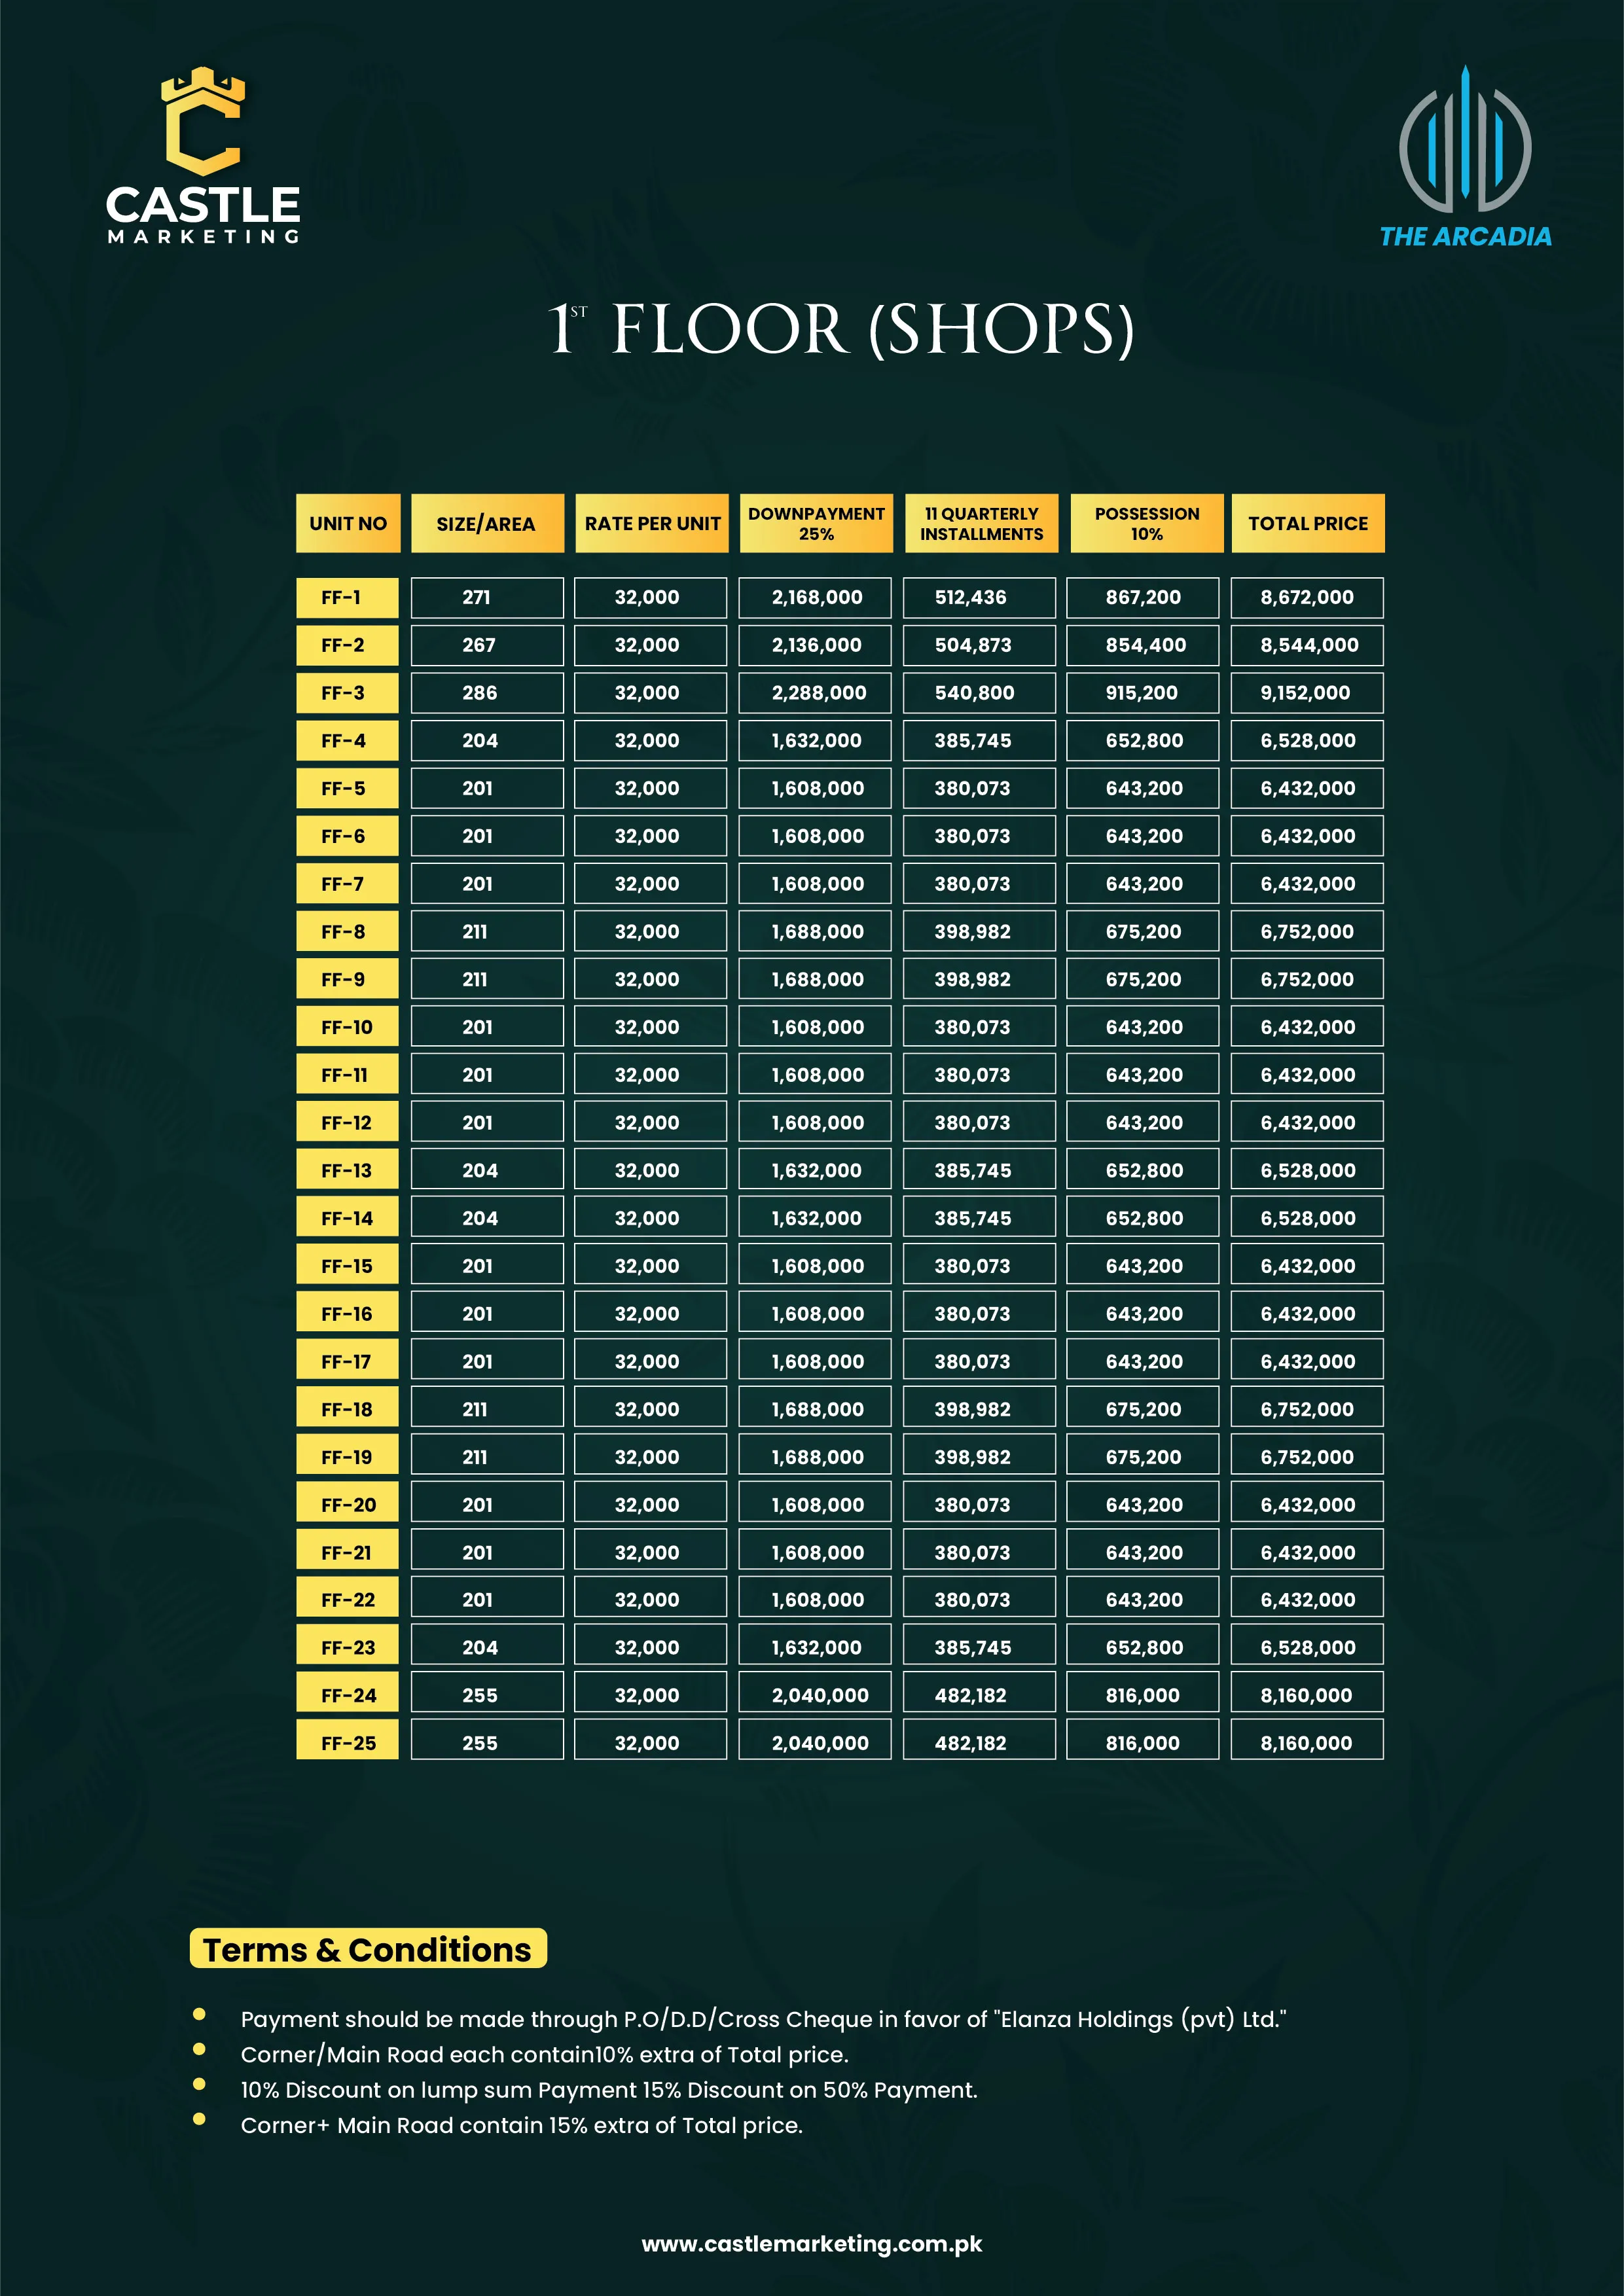 CASTLE
MARKETING
THE ARCADIA
1ST FLOOR (SHOPS)
UNIT NO SIZE/AREA RATE PER UNIT DOWNPAYMENT 25% 11 QUARTERLY INSTALLMENTS POSSESSION 10% TOTAL PRICE
FF-1 271 32,000 2,168,000 512,436 867,200 8,672,000
FF-2 267 32,000 2,136,000 504,873 854,400 8,544,000
FF-3 286 32,000 2,288,000 540,800 915,200 9,152,000
FF-4 204 32,000 1,632,000 385,745 652,800 6,528,000
FF-5 201 32,000 1,608,000 380,073 643,200 6,432,000
FF-6 201 32,000 1,608,000 380,073 643,200 6,432,000
FF-7 201 32,000 1,608,000 380,073 643,200 6,432,000
FF-8 211 32,000 1,688,000 398,982 675,200 6,752,000
FF-9 211 32,000 1,688,000 398,982 675,200 6,752,000
FF-10 201 32,000 1,608,000 380,073 643,200 6,432,000
FF-11 201 32,000 1,608,000 380,073 643,200 6,432,000
FF-12 201 32,000 1,608,000 380,073 643,200 6,432,000
FF-13 204 32,000 1,632,000 385,745 652,800 6,528,000
FF-14 204 32,000 1,632,000 385,745 652,800 6,528,000
FF-15 201 32,000 1,608,000 380,073 643,200 6,432,000
FF-16 201 32,000 1,608,000 380,073 643,200 6,432,000
FF-17 201 32,000 1,608,000 380,073 643,200 6,432,000
FF-18 211 32,000 1,688,000 398,982 675,200 6,752,000
FF-19 211 32,000 1,688,000 398,982 675,200 6,752,000
FF-20 201 32,000 1,608,000 380,073 643,200 6,432,000
FF-21 201 32,000 1,608,000 380,073 643,200 6,432,000
FF-22 201 32,000 1,608,000 380,073 643,200 6,432,000
FF-23 204 32,000 1,632,000 385,745 652,800 6,528,000
FF-24 255 32,000 2,040,000 482,182 816,000 8,160,000
FF-25 255 32,000 2,040,000 482,182 816,000 8,160,000
Terms & Conditions
Payment should be made through P.O/D.D/Cross Cheque in favor of "Elanza Holdings (pvt) Ltd."
Corner/Main Road each contain10% extra of Total price.
10% Discount on lump sum Payment 15% Discount on 50% Payment.
Corner+ Main Road contain 15% extra of Total price.
www.castlemarketing.com.pk